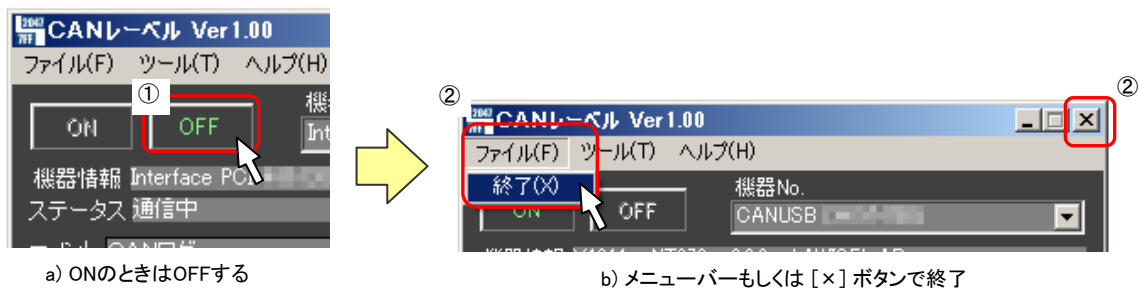 CANレーベル Ver1.00
ファイル(F) ツール(T) ヘルプ(H)
①
ON OFF
機器情報 Interface
ステータス 通信中
a) ONのときはOFFする
② ②
CANレーベル Ver1.00
ファイル(F) ツール(T) ヘルプ(H)
終了(X)
ON OFF
機器No.
CANUSB
b) メニューバーもしくは [×] ボタンで終了